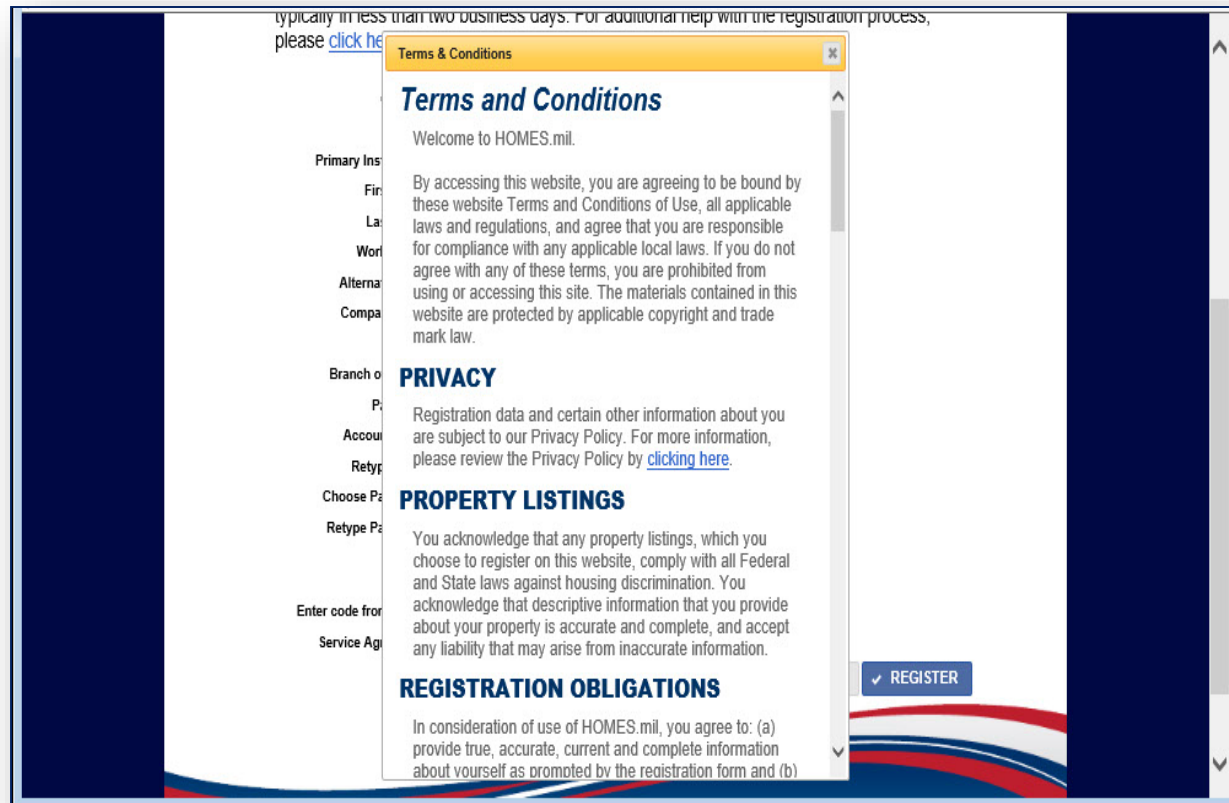 typically in less than two business days. For additional help with the registration process,
please click he
Terms & Conditions
Terms and Conditions
Welcome to HOMES.mil.
By accessing this website, you are agreeing to be bound by
these website Terms and Conditions of Use, all applicable
laws and regulations, and agree that you are responsible
for compliance with any applicable local laws. If you do not
agree with any of these terms, you are prohibited from
using or accessing this site. The materials contained in this
website are protected by applicable copyright and trade
mark law.
PRIVACY
Registration data and certain other information about you
are subject to our Privacy Policy. For more information,
please review the Privacy Policy by clicking here.
PROPERTY LISTINGS
You acknowledge that any property listings, which you
choose to register on this website, comply with all Federal
and State laws against housing discrimination. You
acknowledge that descriptive information that you provide
about your property is accurate and complete, and accept
any liability that may arise from inaccurate information.
REGISTRATION OBLIGATIONS
In consideration of use of HOMES.mil, you agree to: (a)
provide true, accurate, current and complete information
about yourself as prompted by the registration form and (b)
Primary Ins
Fir
La
Wor
Alterna
Compa
Branch o
P
Accou
Retyp
Choose Pa
Retype Pa
Enter code fror
Service Ag
REGISTER